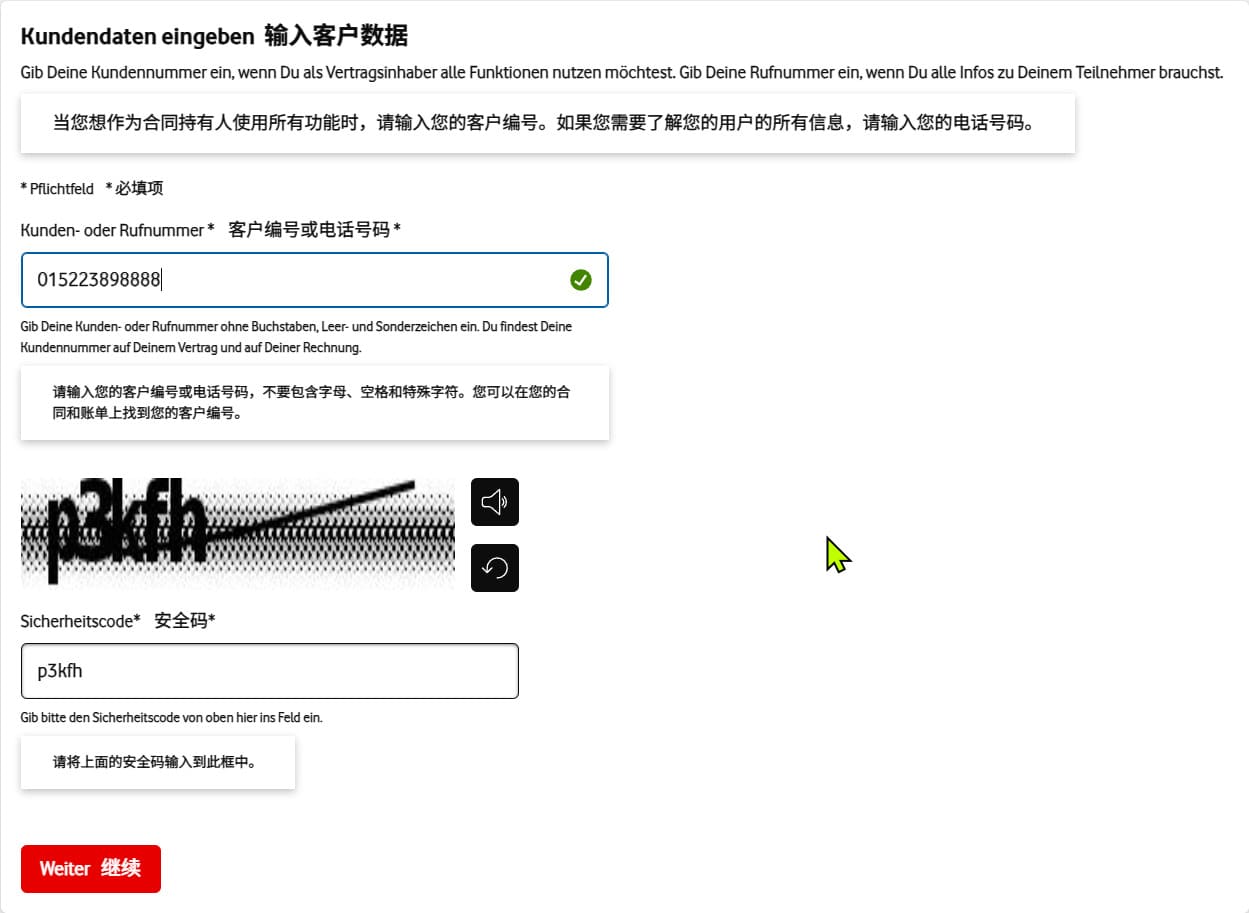 Kundendaten eingeben 输入客户数据
Gib Deine Kundennummer ein, wenn Du als Vertragsinhaber alle Funktionen nutzen möchtest. Gib Deine Rufnummer ein, wenn Du alle Infos zu Deinem Teilnehmer brauchst.
当您想作为合同持有人使用所有功能时，请输入您的客户编号。如果您需要了解您的用户的所有信息，请输入您的电话号码。
* Pflichtfeld * 必填项
Kunden- oder Rufnummer * 客户编号或电话号码 *
015223898888
Gib Deine Kunden- oder Rufnummer ohne Buchstaben, Leer- und Sonderzeichen ein. Du findest Deine
Kundennummer auf Deinem Vertrag und auf Deiner Rechnung.
请输入您的客户编号或电话号码，不要包含字母、空格和特殊字符。您可以在您的合
同和账单上找到您的客户编号。
p3kfh
Sicherheitscode* 安全码*
p3kfh
Gib bitte den Sicherheitscode von oben hier ins Feld ein.
请将上面的安全码输入到此框中。
Weiter 继续